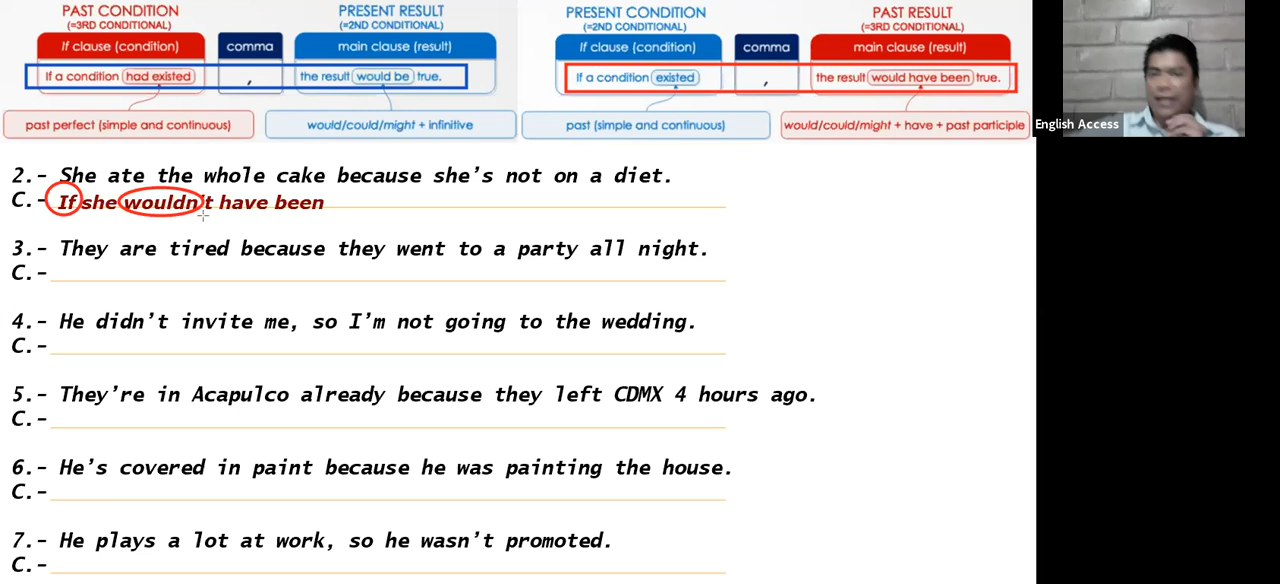 PAST CONDITION
(=3RD CONDITIONAL)
PRESENT RESULT
(=2ND CONDITIONAL)
If clause (condition)
comma
main clause (result)
If a condition had existed
,
the result would be true.
past perfect (simple and continuous)
would/could/might + infinitive
PRESENT CONDITION
(=2ND CONDITIONAL)
PAST RESULT
(=3RD CONDITIONAL)
If clause (condition)
comma
main clause (result)
If a condition existed
,
the result would have been true.
past (simple and continuous)
would/could/might + have + past participle
English Access
2.- She ate the whole cake because she's not on a diet.
C.- If she wouldn't have been
3.- They are tired because they went to a party all night.
C.-
4.- He didn't invite me, so I'm not going to the wedding.
C.-
5.- They're in Acapulco already because they left CDMX 4 hours ago.
C.-
6.- He's covered in paint because he was painting the house.
C.-
7.- He plays a lot at work, so he wasn't promoted.
C.-